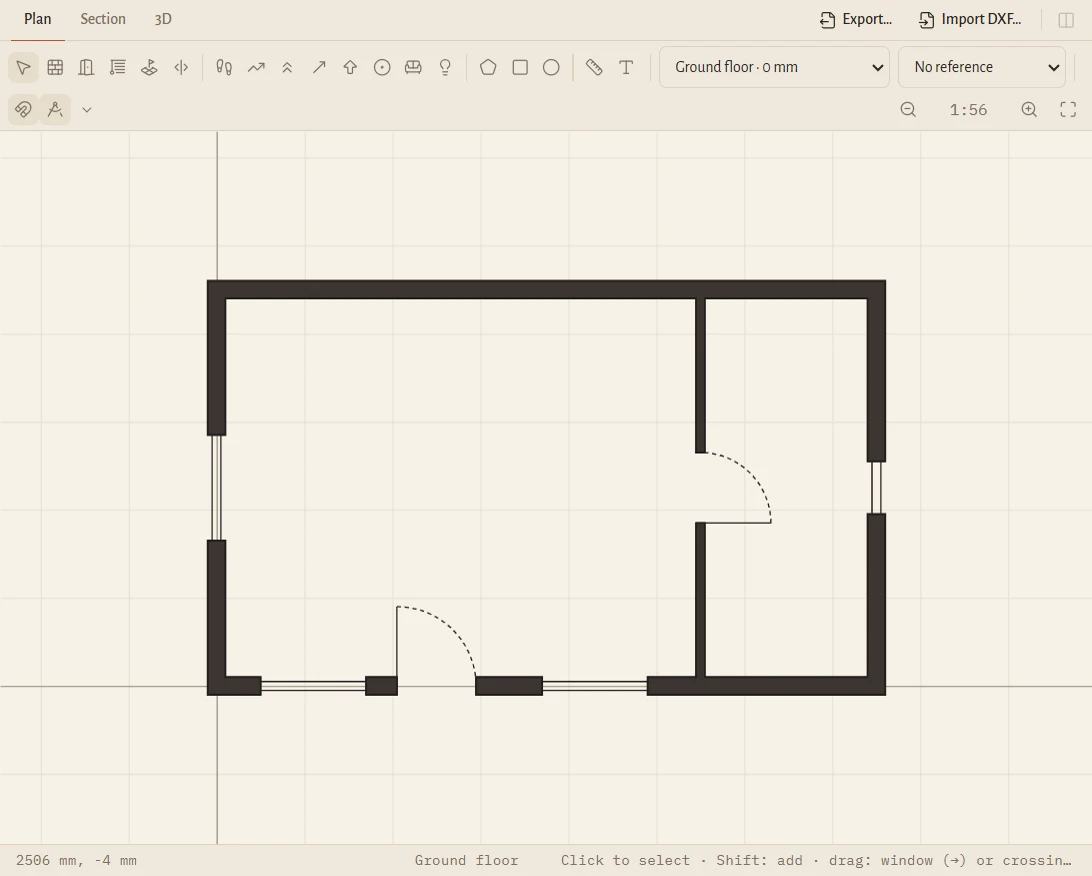 Plan
Section
3D
Export...
Import DXF...
Ground floor · 0 mm
No reference
1:56
2506 mm, -4 mm
Ground floor
Click to select · Shift: add · drag: window (→) or crossin…